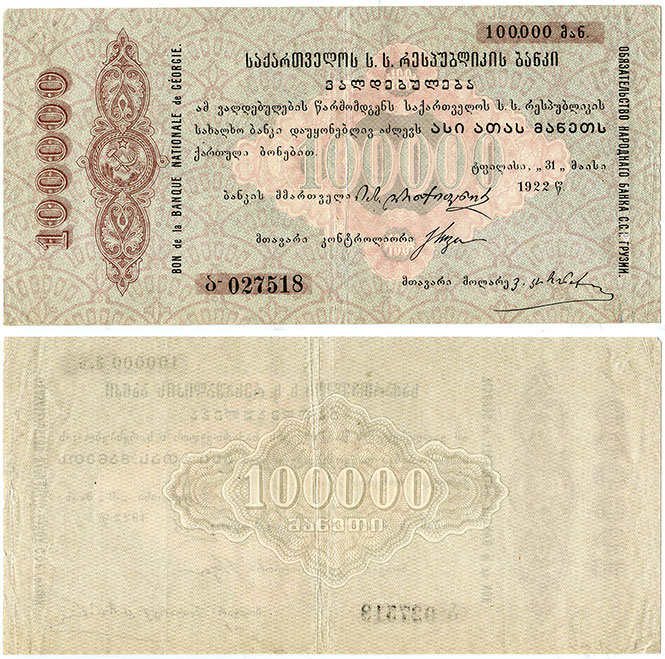 100,000 მან.
საქართველოს ს. ს. რესპუბლიკის ბანკი
ვალდებულება
ამ ვალდებულების წარმომდგენს საქართველოს ს. ს. რესპუბლიკის
სახალხო ბანკი დაუყონებლივ აძლევს ასი ათას მანეთს
ქართული ბონებით.
ტფილისი, „31„ მაისი
1922 წ.
ბანკის მმართველი
მთავარი კონტროლიორი
მთავარი მოლარე
ბ- 027518
100000
BON de la BANQUE NATIONALE de GÉORGIE.
ОБЯЗАТЕЛЬСТВО НАРОДНАГО БАНКА С.С.Р. ГРУЗИИ.
100000
100000
მანეთი